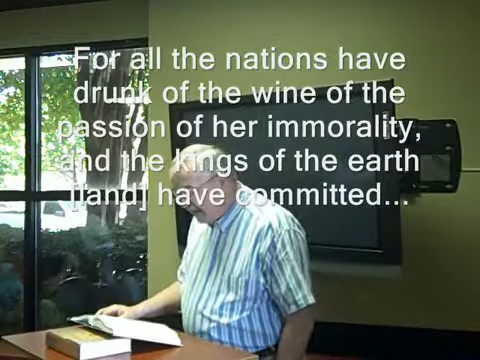 For all the nations have
drunk of the wine of the
passion of her immorality,
and the kings of the earth
[land] have committed...